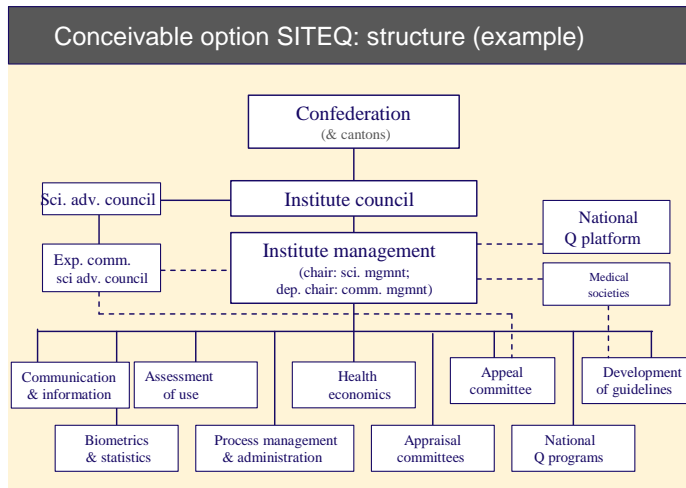 Conceivable option SITEQ: structure (example)
Confederation
(& cantons)
Sci. adv. council
Institute council
National
Q platform
Exp. comm.
sci adv. council
Institute management
(chair: sci. mgmnt;
dep. chair: comm. mgmnt)
Medical
societies
Communication
& information
Assessment
of use
Health
economics
Appeal
committee
Development
of guidelines
Biometrics
& statistics
Process management
& administration
Appraisal
committees
National
Q programs